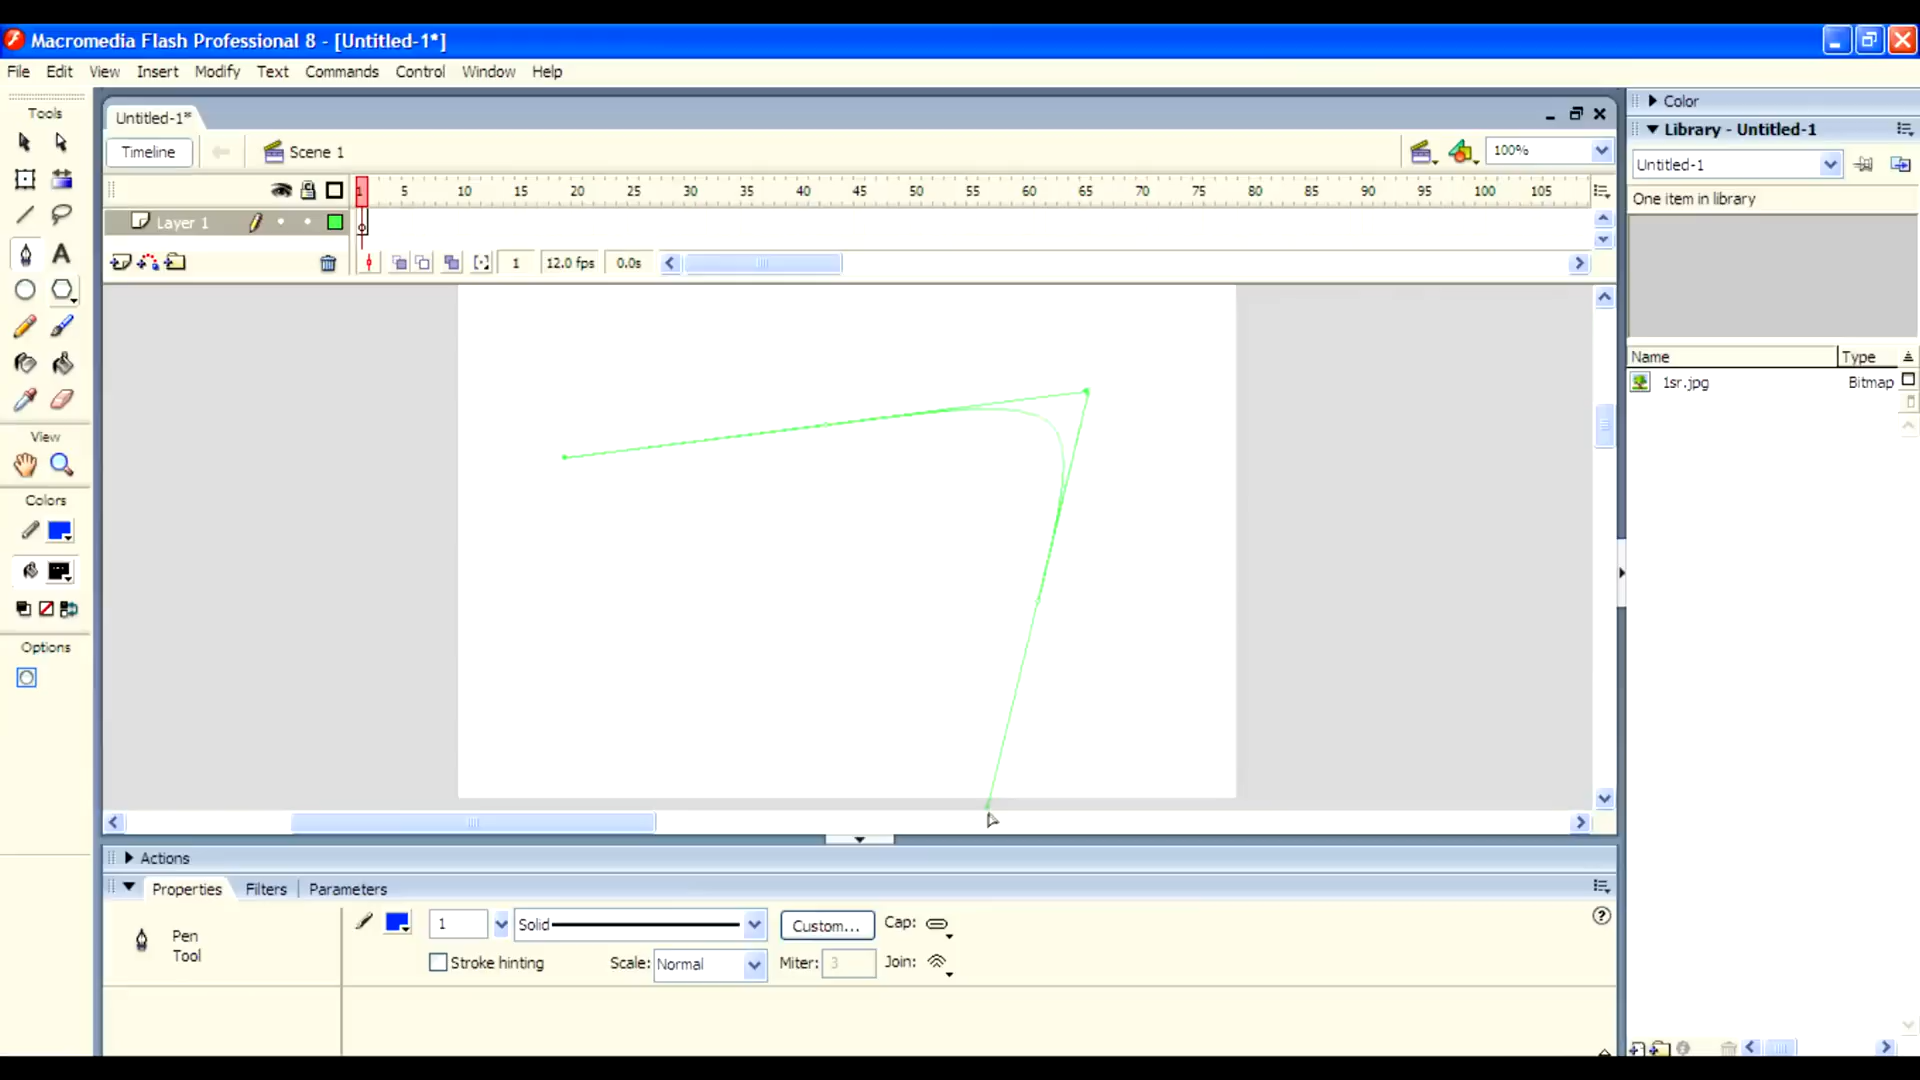 Macromedia Flash Professional 8 - [Untitled-1*]
File Edit View Insert Modify Text Commands Control Window Help
Tools
Untitled-1*
Color
Library - Untitled-1
Timeline
Scene 1
100%
Untitled-1
1 5 10 15 20 25 30 35 40 45 50 55 60 65 70 75 80 85 90 95 100 105
One item in library
Layer 1
1 12.0 fps 0.0s
A
Name Type
1sr.jpg Bitmap
View
Colors
Options
Actions
Properties Filters Parameters
Pen
Tool
1 Solid Custom... Cap:
Stroke hinting Scale: Normal Miter: 3 Join: